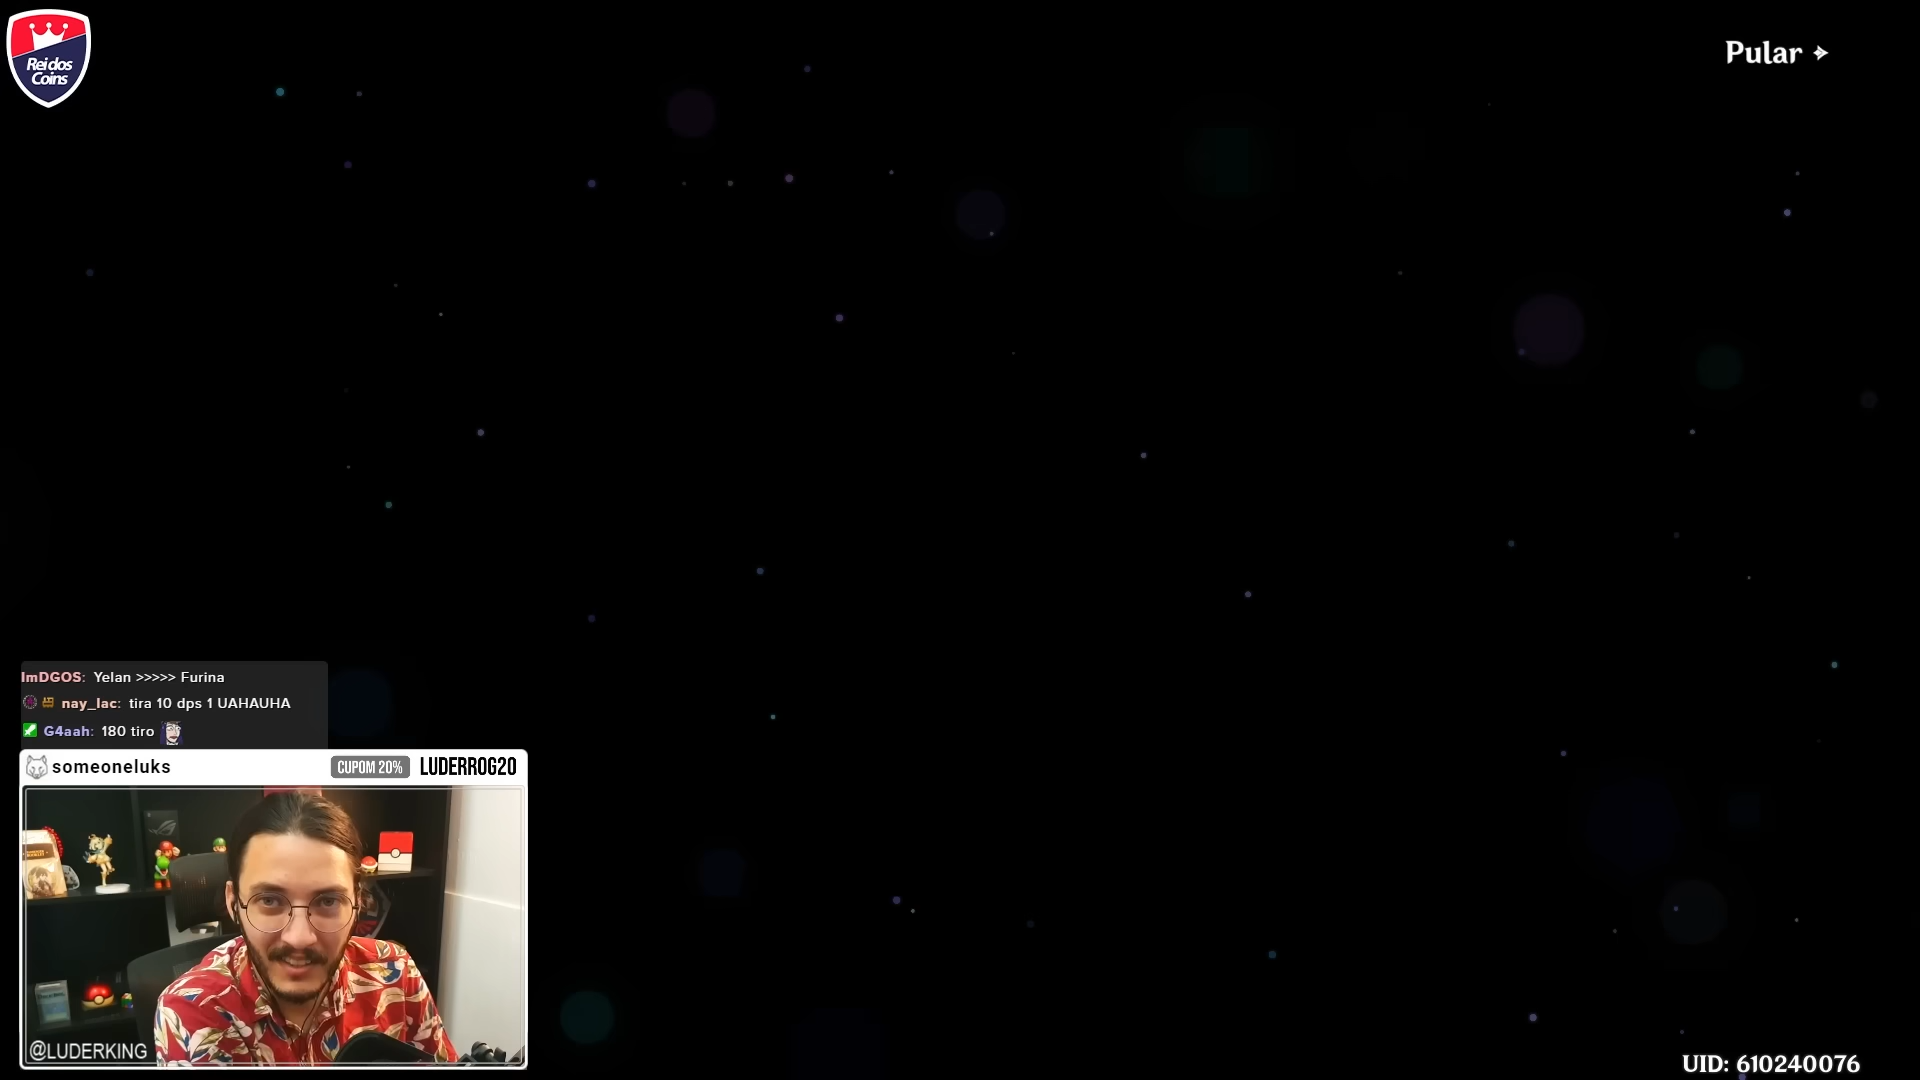 Rei dos
Coins
Pular
ImDGOS: Yelan >>>>> Furina
nay_lac: tira 10 dps 1 UAHAUHA
G4aah: 180 tiro
someoneluks CUPOM 20% LUDERROG20
@LUDERKING
UID: 610240076